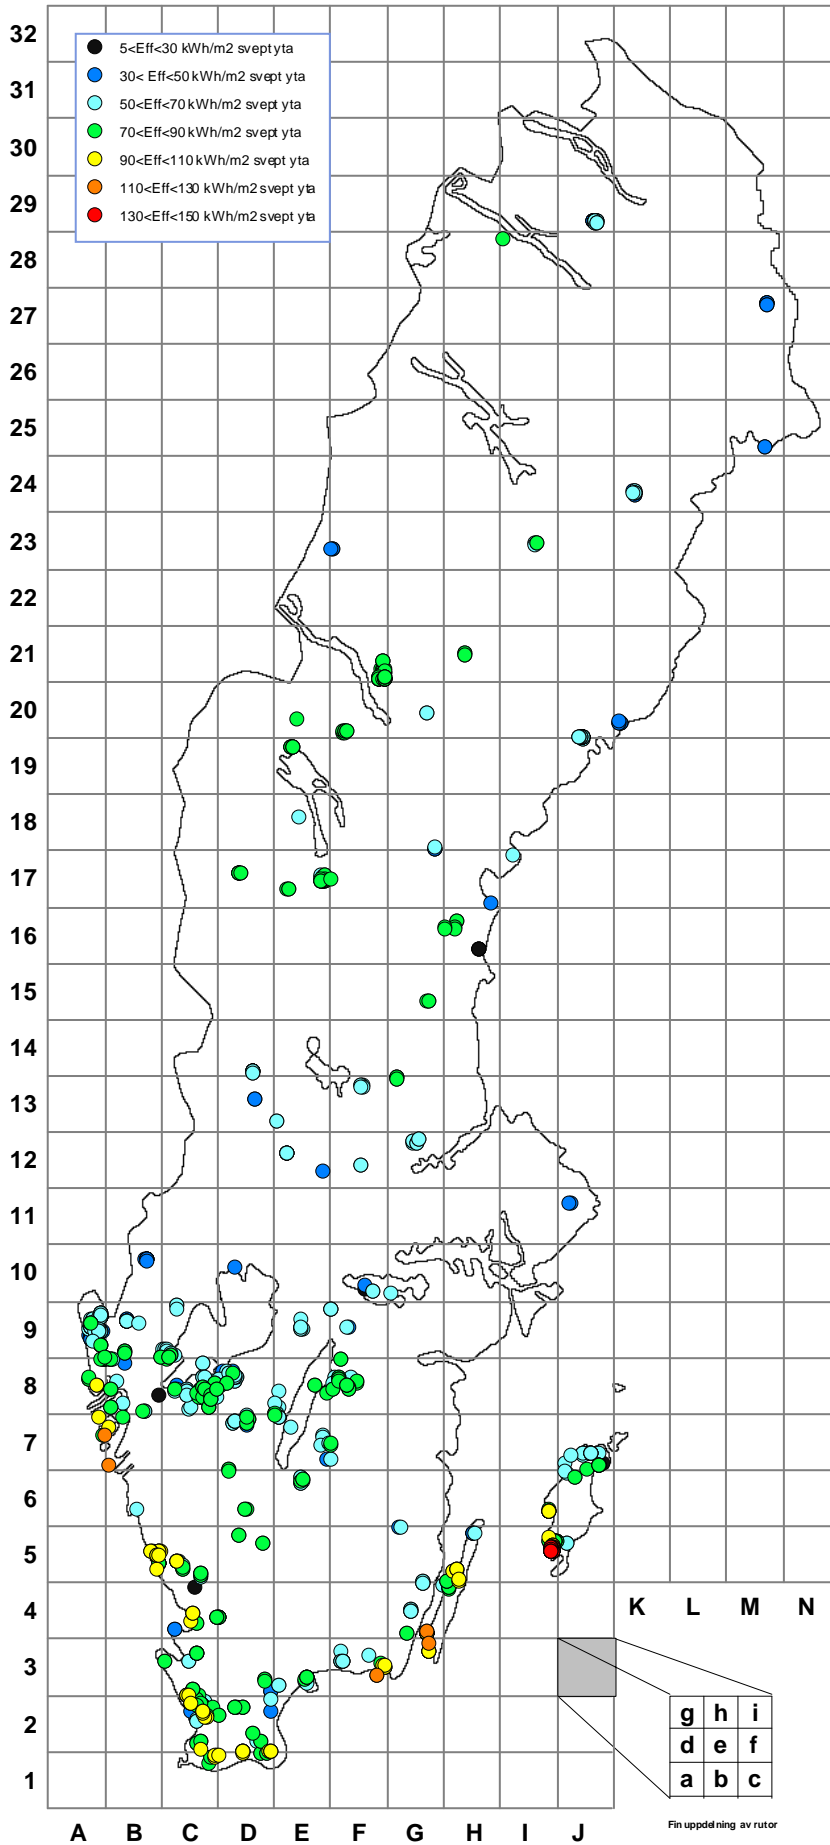 32
5<Eff<30 kWh/m2 svept yta
30< Eff<50 kWh/m2 svept yta
31
50<Eff<70 kWh/m2 svept yta
70<Eff<90 kWh/m2 svept yta
30
90<Eff<110 kWh/m2 svept yta
110<Eff<130 kWh/m2 svept yta
29
130<Eff<150 kWh/m2 svept yta
28
27
26
25
24
23
22
21
20
19
18
17
16
15
14
13
12
11
10
9
8
7
6
5
4
K L M N
3
g h i
2
d e f
1
a b c
A B C D E F G H I J
Fin uppdelning av rutor